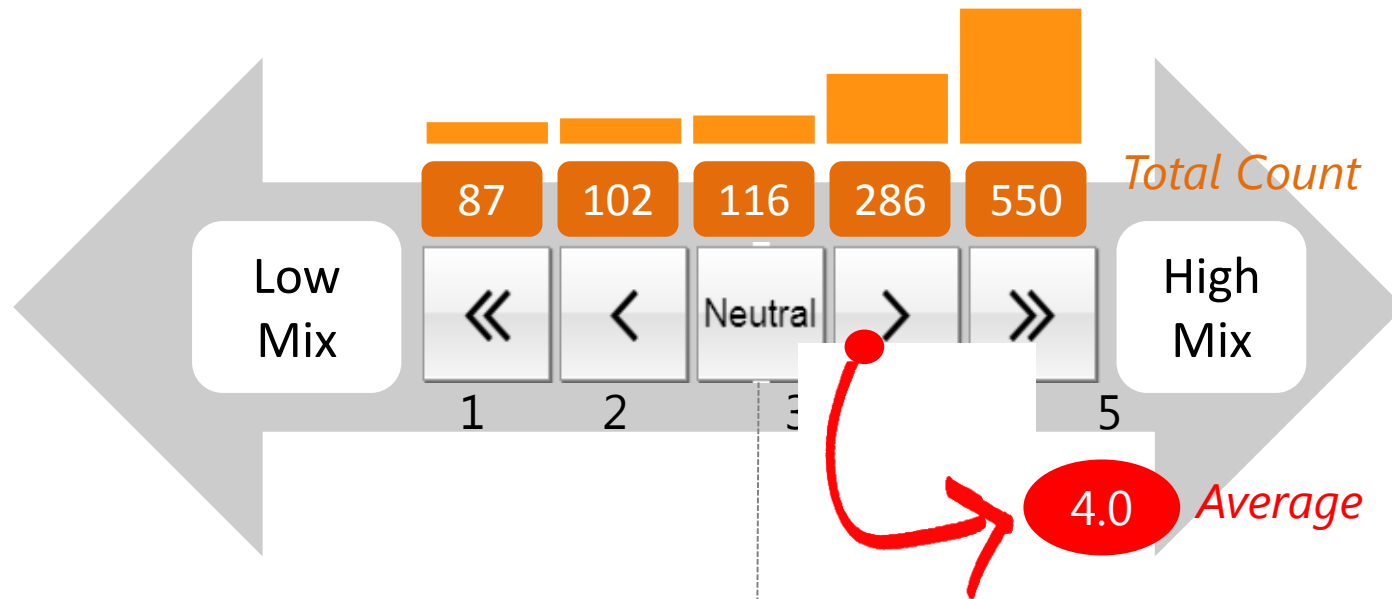 Total Count
87 102 116 286 550
Low
Mix
« < Neutral > »
High
Mix
1 2 3 5
4.0 Average